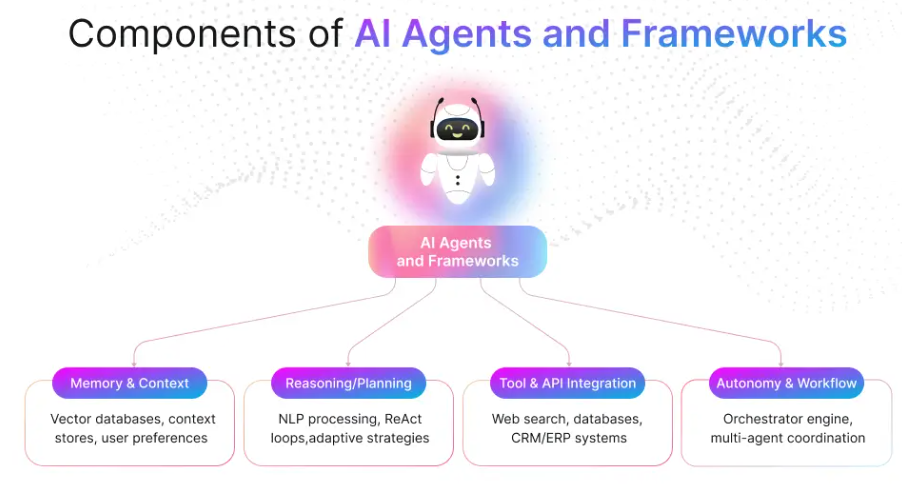 Components of AI Agents and Frameworks
AI Agents
and Frameworks
Memory & Context
Vector databases, context
stores, user preferences
Reasoning/Planning
NLP processing, ReAct
loops,adaptive strategies
Tool & API Integration
Web search, databases,
CRM/ERP systems
Autonomy & Workflow
Orchestrator engine,
multi-agent coordination